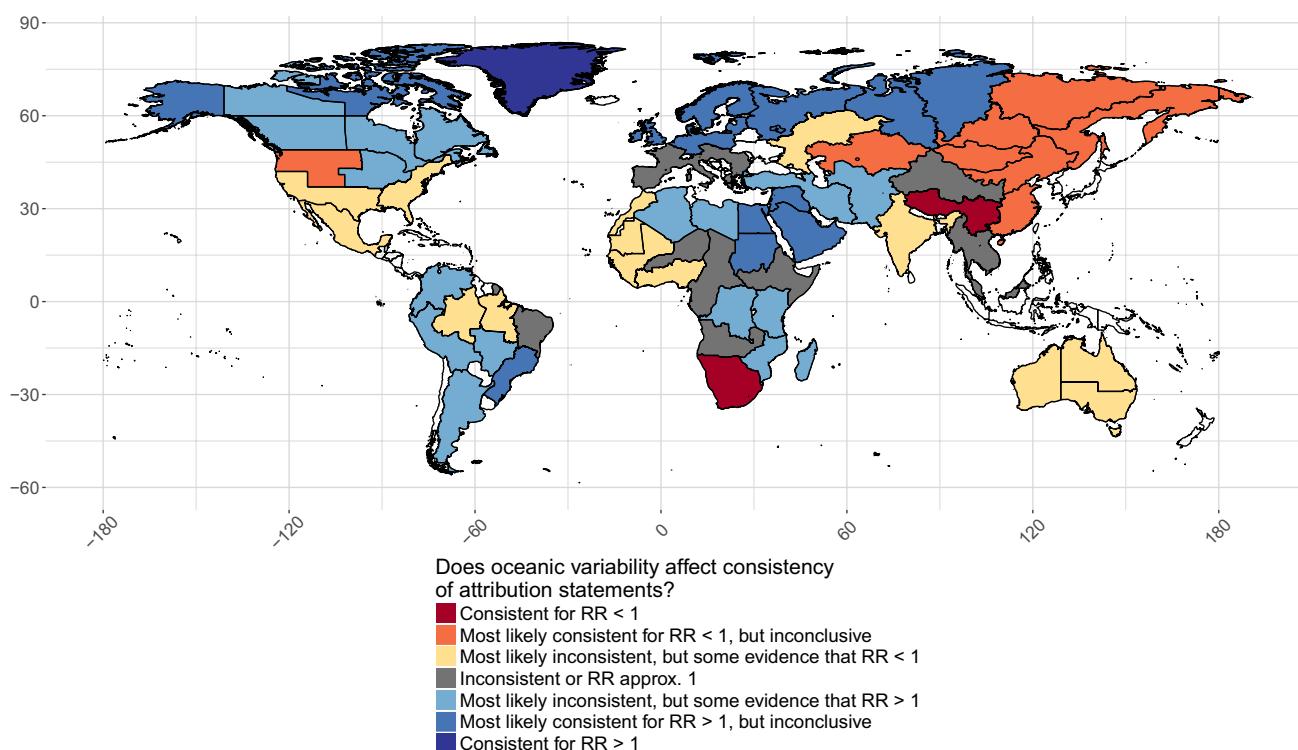 90
60
30
0
−30
−60
−180
−120
−60
0
60
120
180
Does oceanic variability affect consistency
of attribution statements?
Consistent for RR < 1
Most likely consistent for RR < 1, but inconclusive
Most likely inconsistent, but some evidence that RR < 1
Inconsistent or RR approx. 1
Most likely inconsistent, but some evidence that RR > 1
Most likely consistent for RR > 1, but inconclusive
Consistent for RR > 1